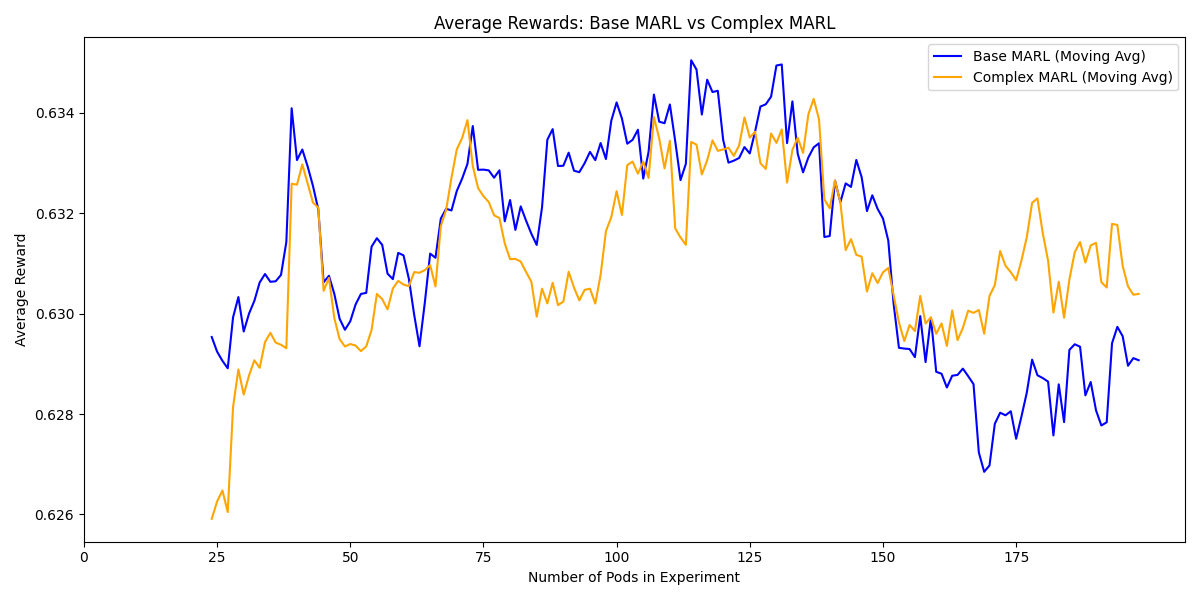 Average Rewards: Base MARL vs Complex MARL
Base MARL (Moving Avg)
Complex MARL (Moving Avg)
Average Reward
0.634
0.632
0.630
0.628
0.626
0 25 50 75 100 125 150 175
Number of Pods in Experiment